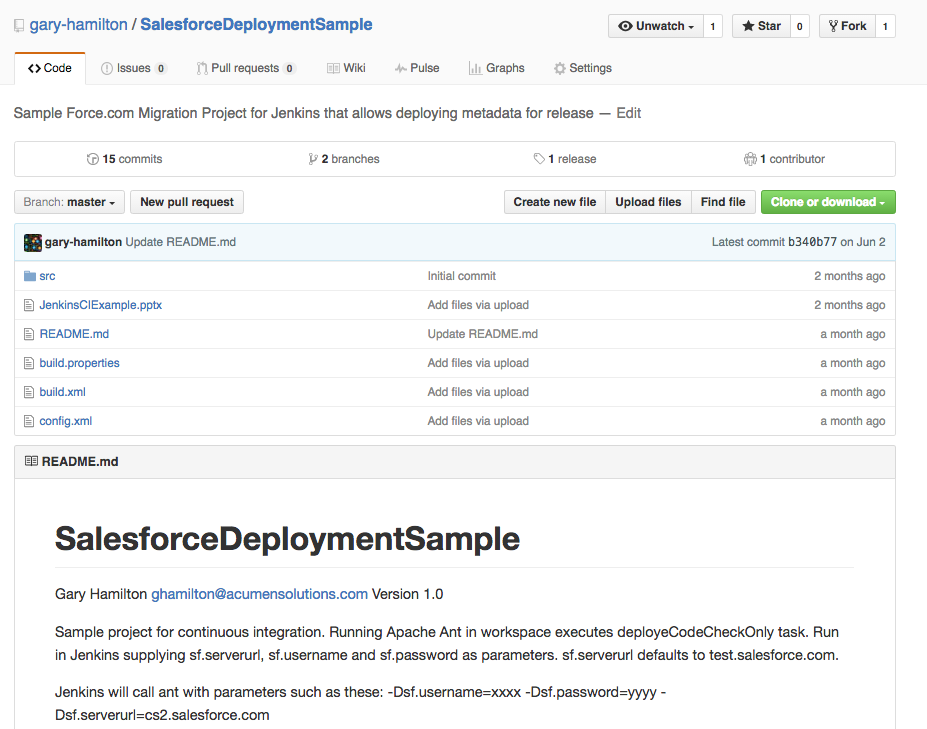 gary-hamilton / SalesforceDeploymentSample
Unwatch 1 Star 0 Fork 1
Code Issues 0 Pull requests 0 Wiki Pulse Graphs Settings
Sample Force.com Migration Project for Jenkins that allows deploying metadata for release — Edit
15 commits 2 branches 1 release 1 contributor
Branch: master New pull request Create new file Upload files Find file Clone or download
gary-hamilton Update README.md Latest commit b340b77 on Jun 2
src Initial commit 2 months ago
JenkinsCIExample.pptx Add files via upload 2 months ago
README.md Update README.md a month ago
build.properties Add files via upload a month ago
build.xml Add files via upload a month ago
config.xml Add files via upload a month ago
README.md
SalesforceDeploymentSample
Gary Hamilton ghamilton@acumensolutions.com Version 1.0
Sample project for continuous integration. Running Apache Ant in workspace executes deployeCodeCheckOnly task. Run
in Jenkins supplying sf.serverurl, sf.username and sf.password as parameters. sf.serverurl defaults to test.salesforce.com.
Jenkins will call ant with parameters such as these: -Dsf.username=xxxx -Dsf.password=yyyy -
Dsf.serverurl=cs2.salesforce.com